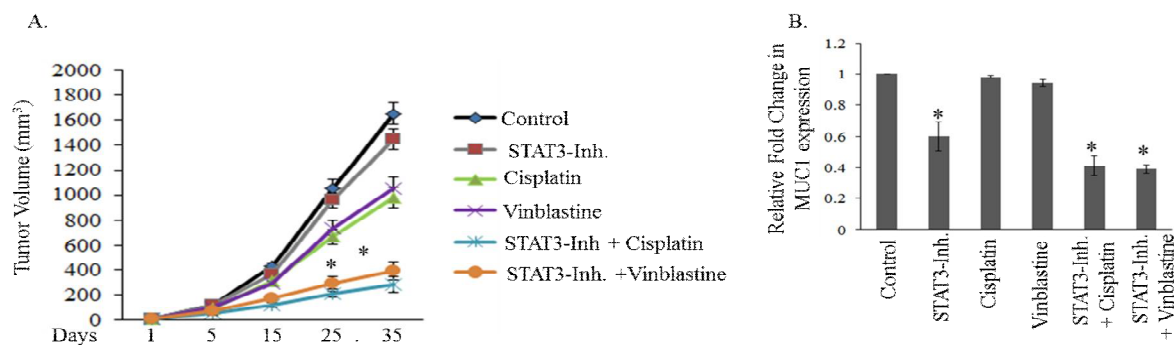 A.
Tumor Volume (mm³)
2000
1800
1600
1400
1200
1000
800
600
400
200
0
* *
Days 1 5 15 25 . 35
Control
STAT3-Inh.
Cisplatin
Vinblastine
STAT3-Inh + Cisplatin
STAT3-Inh. +Vinblastine
B.
Relative Fold Change in
MUC1 expression
1.2
1
0.8
0.6
0.4
0.2
0
* * *
Control
STAT3-Inh.
Cisplatin
Vinblastine
STAT3-Inh.
+ Cisplatin
STAT3-Inh.
+ Vinblastine